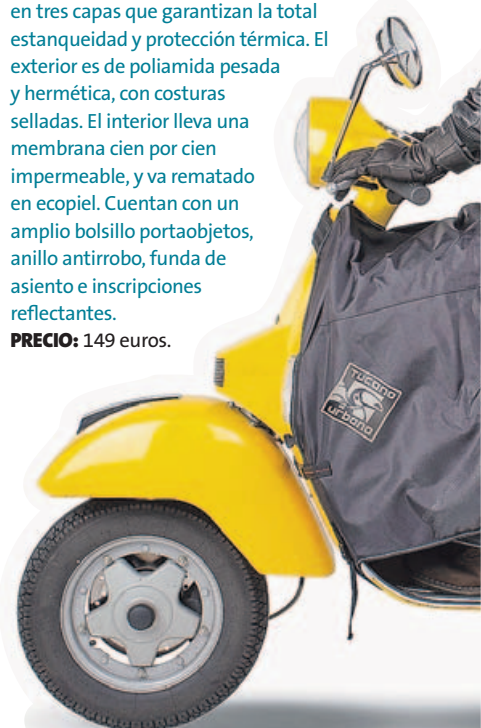 en tres capas que garantizan la total
estanqueidad y protección térmica. El
exterior es de poliamida pesada
y hermética, con costuras
selladas. El interior lleva una
membrana cien por cien
impermeable, y va rematado
en ecopiel. Cuentan con un
amplio bolsillo portaobjetos,
anillo antirrobo, funda de
asiento e inscripciones
reflectantes.
PRECIO: 149 euros.
TUCANO
urbano